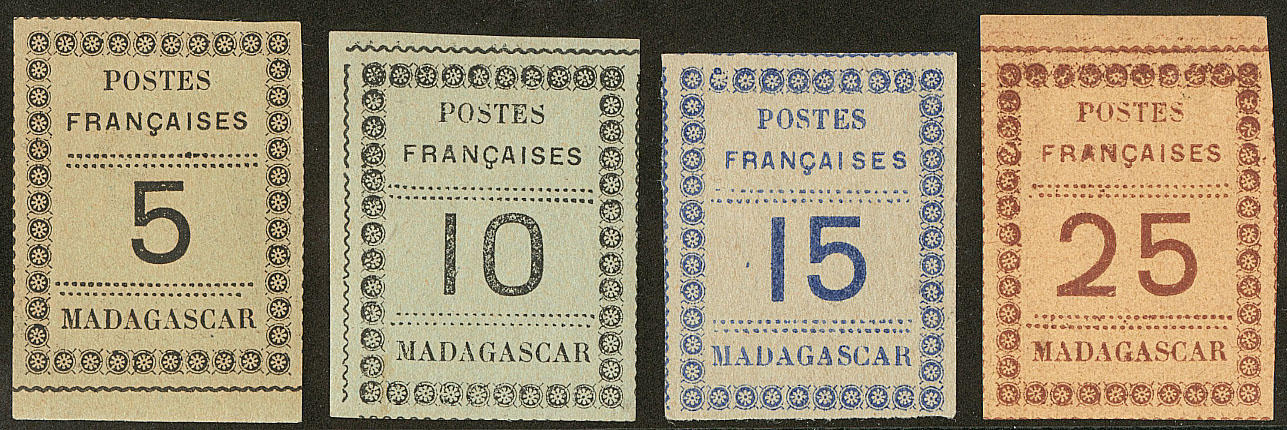 POSTES
FRANÇAISES
5
MADAGASCAR
POSTES
FRANÇAISES
10
MADAGASCAR
POSTES
FRANÇAISES
15
MADAGASCAR
POSTES
FRANÇAISES
25
MADAGASCAR